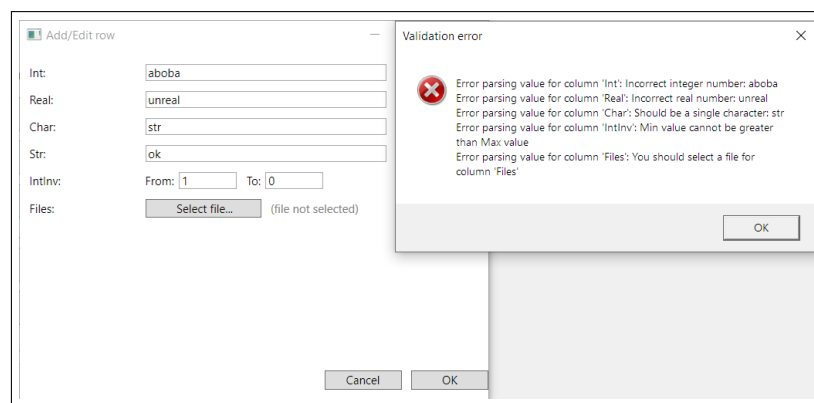 Add/Edit row
Int: aboba
Real: unreal
Char: str
Str: ok
IntInv: From: 1 To: 0
Files: Select file... (file not selected)
Cancel OK
Validation error
Error parsing value for column 'Int': Incorrect integer number: aboba
Error parsing value for column 'Real': Incorrect real number: unreal
Error parsing value for column 'Char': Should be a single character: str
Error parsing value for column 'IntInv': Min value cannot be greater
than Max value
Error parsing value for column 'Files': You should select a file for
column 'Files'
OK